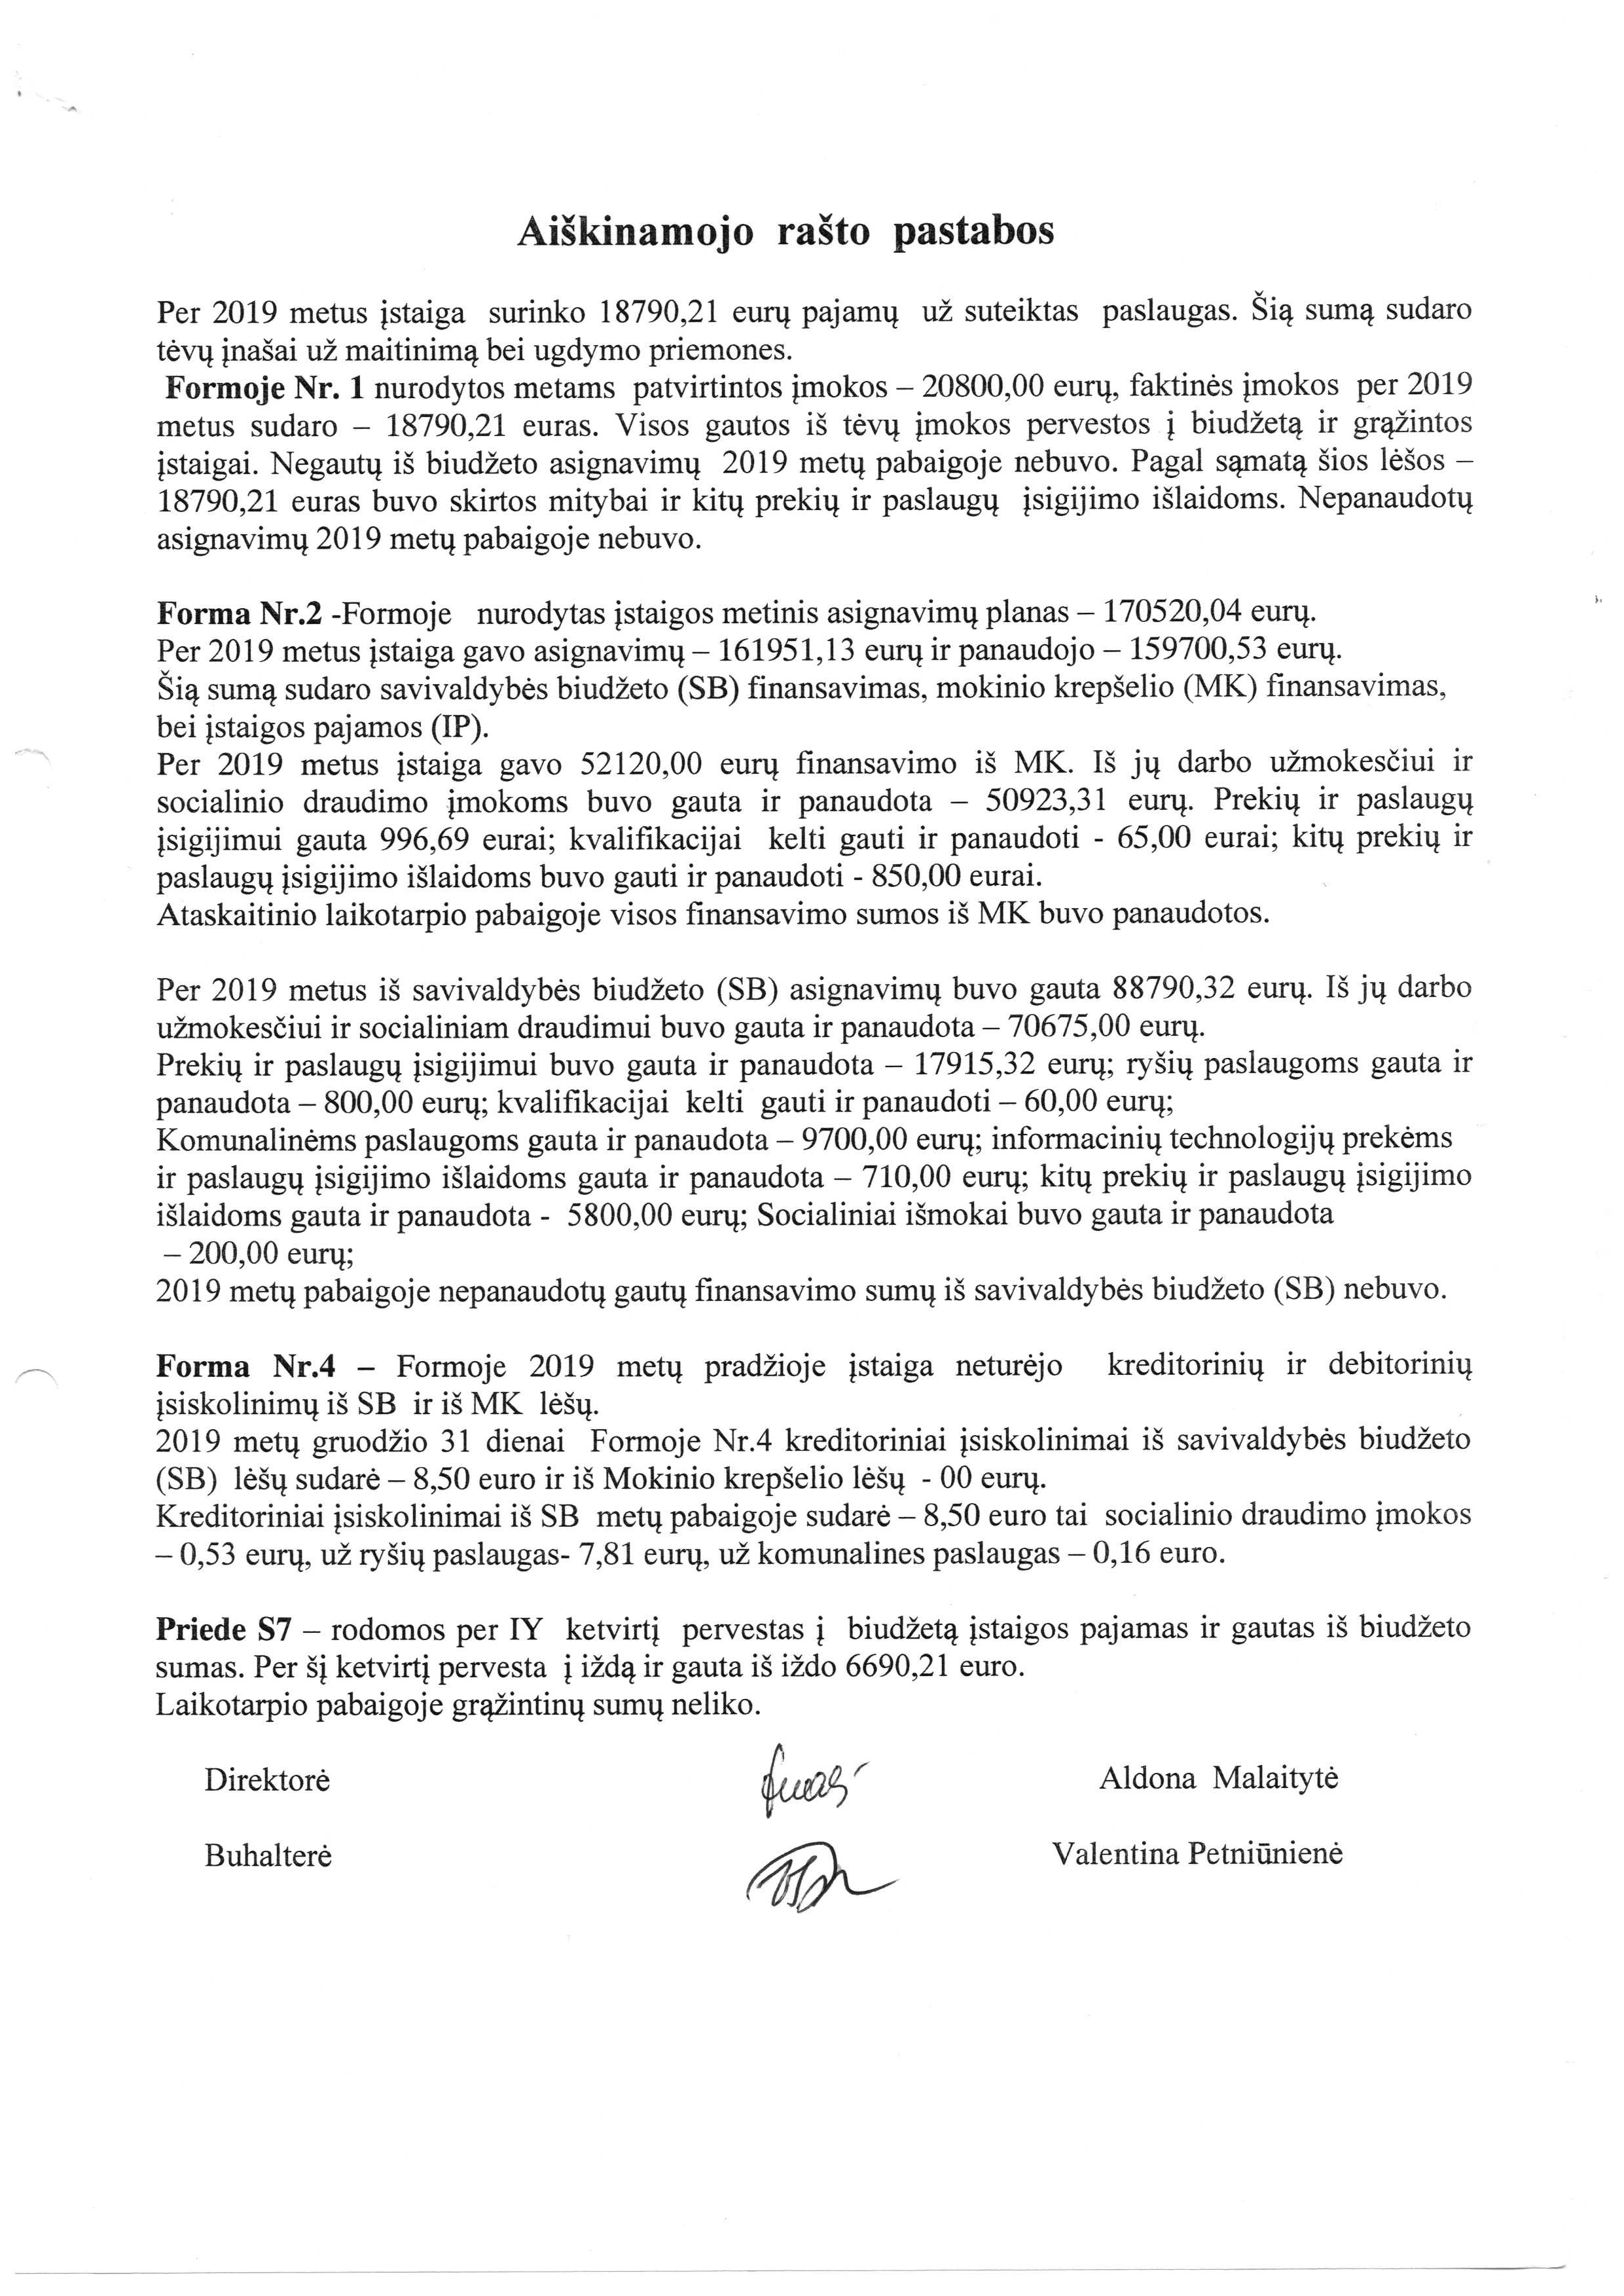 Aiškinamojo rašto pastabos
Per 2019 metus įstaiga surinko 18790,21 eurų pajamų už suteiktas paslaugas. Šią sumą sudaro
tėvų įnašai už maitinimą bei ugdymo priemones.
Formoje Nr. 1 nurodytos metams patvirtintos įmokos – 20800,00 eurų, faktinės įmokos per 2019
metus sudaro – 18790,21 euras. Visos gautos iš tėvų įmokos pervestos į biudžetą ir grąžintos
įstaigai. Negautų iš biudžeto asignavimų 2019 metų pabaigoje nebuvo. Pagal sąmatą šios lėšos –
18790,21 euras buvo skirtos mitybai ir kitų prekių ir paslaugų įsigijimo išlaidoms. Nepanaudotų
asignavimų 2019 metų pabaigoje nebuvo.
Forma Nr.2 -Formoje nurodytas įstaigos metinis asignavimų planas – 170520,04 eurų.
Per 2019 metus įstaiga gavo asignavimų – 161951,13 eurų ir panaudojo – 159700,53 eurų.
Šią sumą sudaro savivaldybės biudžeto (SB) finansavimas, mokinio krepšelio (MK) finansavimas,
bei įstaigos pajamos (IP).
Per 2019 metus įstaiga gavo 52120,00 eurų finansavimo iš MK. Iš jų darbo užmokesčiui ir
socialinio draudimo įmokoms buvo gauta ir panaudota – 50923,31 eurų. Prekių ir paslaugų
įsigijimui gauta 996,69 eurai; kvalifikacijai kelti gauti ir panaudoti - 65,00 eurai; kitų prekių ir
paslaugų įsigijimo išlaidoms buvo gauti ir panaudoti - 850,00 eurai.
Ataskaitinio laikotarpio pabaigoje visos finansavimo sumos iš MK buvo panaudotos.
Per 2019 metus iš savivaldybės biudžeto (SB) asignavimų buvo gauta 88790,32 eurų. Iš jų darbo
užmokesčiui ir socialiniam draudimui buvo gauta ir panaudota – 70675,00 eurų.
Prekių ir paslaugų įsigijimui buvo gauta ir panaudota – 17915,32 eurų; ryšių paslaugoms gauta ir
panaudota – 800,00 eurų; kvalifikacijai kelti gauti ir panaudoti – 60,00 eurų;
Komunalinėms paslaugoms gauta ir panaudota – 9700,00 eurų; informacinių technologijų prekėms
ir paslaugų įsigijimo išlaidoms gauta ir panaudota – 710,00 eurų; kitų prekių ir paslaugų įsigijimo
išlaidoms gauta ir panaudota - 5800,00 eurų; Socialiniai išmokai buvo gauta ir panaudota
– 200,00 eurų;
2019 metų pabaigoje nepanaudotų gautų finansavimo sumų iš savivaldybės biudžeto (SB) nebuvo.
Forma Nr.4 – Formoje 2019 metų pradžioje įstaiga neturėjo kreditorinių ir debitorinių
įsiskolinimų iš SB ir iš MK lėšų.
2019 metų gruodžio 31 dienai Formoje Nr.4 kreditoriniai įsiskolinimai iš savivaldybės biudžeto
(SB) lėšų sudarė – 8,50 euro ir iš Mokinio krepšelio lėšų - 00 eurų.
Kreditoriniai įsiskolinimai iš SB metų pabaigoje sudarė – 8,50 euro tai socialinio draudimo įmokos
– 0,53 eurų, už ryšių paslaugas- 7,81 eurų, už komunalines paslaugas – 0,16 euro.
Priede S7 – rodomos per IY ketvirtį pervestas į biudžetą įstaigos pajamas ir gautas iš biudžeto
sumas. Per šį ketvirtį pervesta į iždą ir gauta iš iždo 6690,21 euro.
Laikotarpio pabaigoje grąžintinų sumų neliko.
Direktorė Aldona Malaitytė
Buhalterė Valentina Petniūnienė